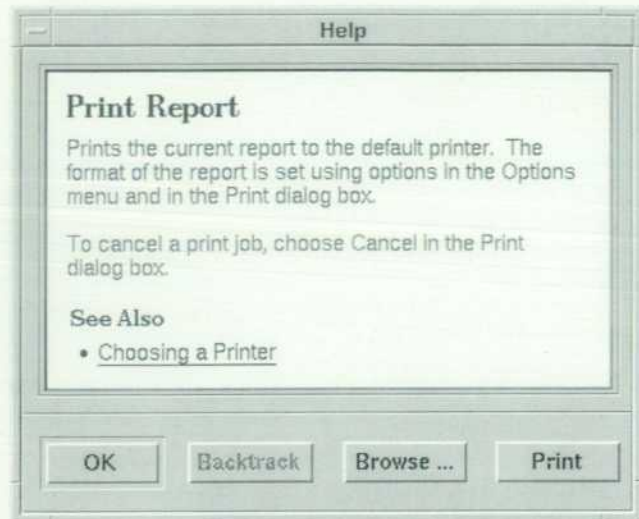 Help
Print Report
Prints the current report to the default printer. The
format of the report is set using options in the Options
menu and in the Print dialog box.
To cancel a print job, choose Cancel in the Print
dialog box.
See Also
• Choosing a Printer
OK
Backtrack
Browse ...
Print